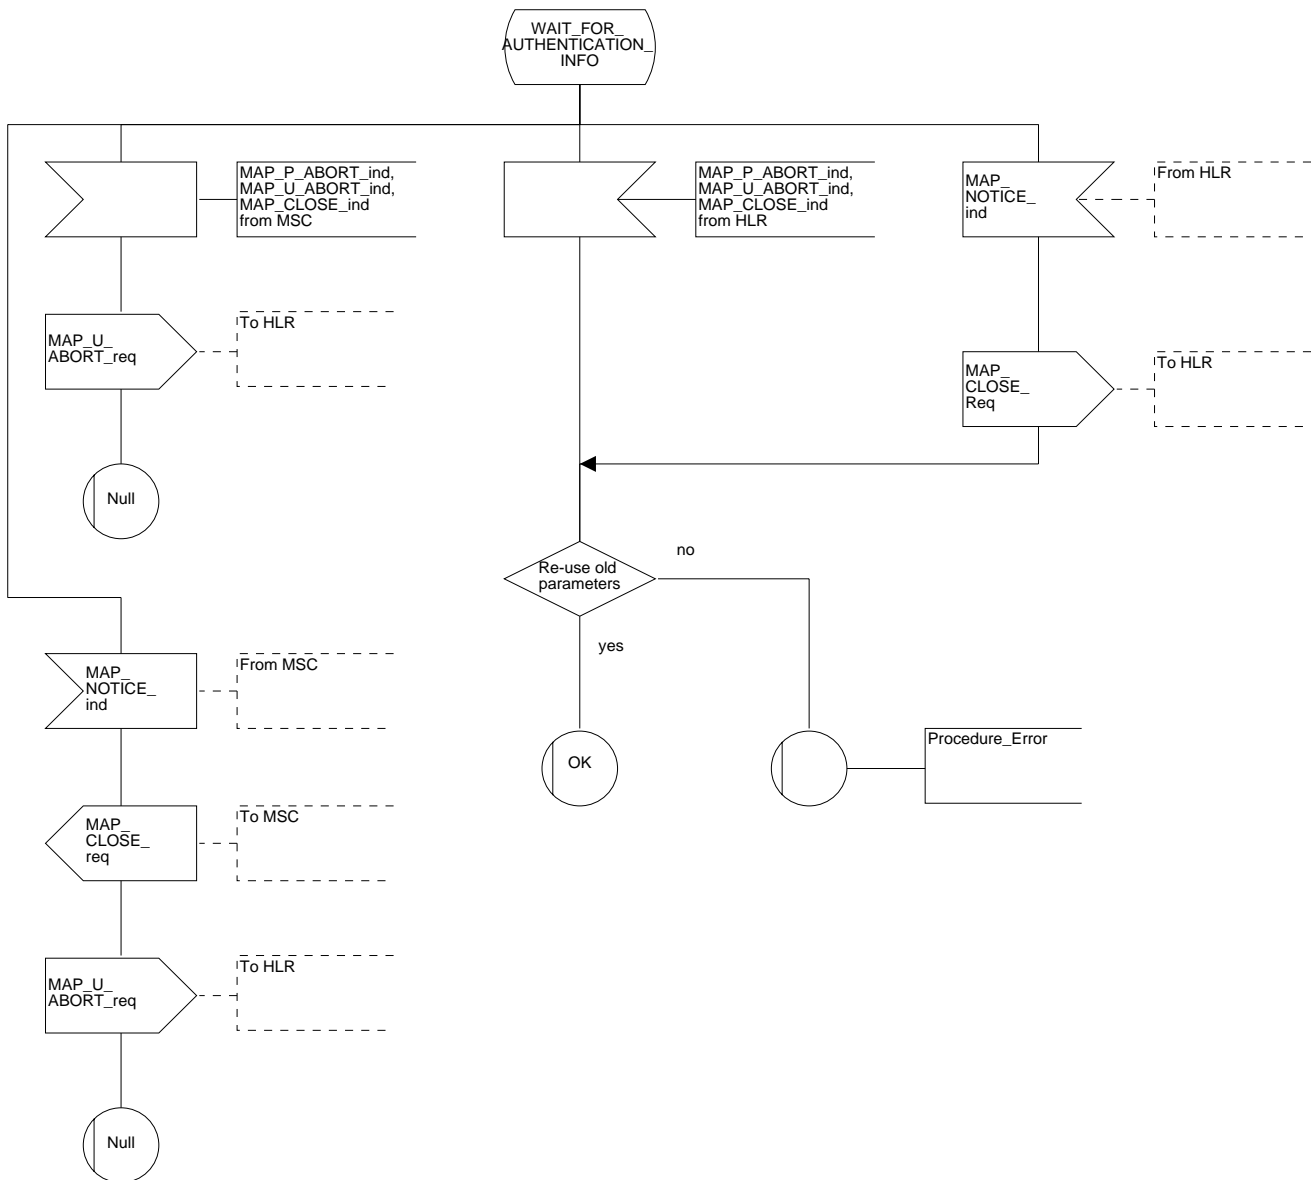 WAIT_FOR_
AUTHENTICATION_
INFO
MAP_P_ABORT_ind,
MAP_U_ABORT_ind,
MAP_CLOSE_ind
from MSC
MAP_P_ABORT_ind,
MAP_U_ABORT_ind,
MAP_CLOSE_ind
from HLR
MAP_
NOTICE_
ind
From HLR
MAP_U_
ABORT_req
To HLR
MAP_
CLOSE_
Req
To HLR
Null
Re-use old
parameters
no
yes
MAP_
NOTICE_
ind
From MSC
OK
Procedure_Error
MAP_
CLOSE_
req
To MSC
MAP_U_
ABORT_req
To HLR
Null